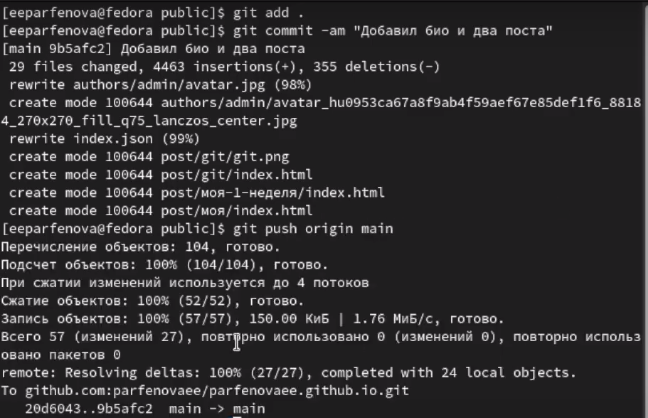 [eeparfenova@fedora public]$ git add .
[eeparfenova@fedora public]$ git commit -am "Добавил био и два поста"
[main 9b5afc2] Добавил био и два поста
 29 files changed, 4463 insertions(+), 355 deletions(-)
 rewrite authors/admin/avatar.jpg (98%)
 create mode 100644 authors/admin/avatar_hu0953ca67a8f9ab4f59aef67e85def1f6_8818
4_270x270_fill_q75_lanczos_center.jpg
 rewrite index.json (99%)
 create mode 100644 post/git/git.png
 create mode 100644 post/git/index.html
 create mode 100644 post/моя-1-неделя/index.html
 create mode 100644 post/моя/index.html
[eeparfenova@fedora public]$ git push origin main
Перечисление объектов: 104, готово.
Подсчет объектов: 100% (104/104), готово.
При сжатии изменений используется до 4 потоков
Сжатие объектов: 100% (52/52), готово.
Запись объектов: 100% (57/57), 150.00 КиБ | 1.76 МиБ/с, готово.
Всего 57 (изменений 27), повторно использовано 0 (изменений 0), повторно использ
овано пакетов 0
remote: Resolving deltas: 100% (27/27), completed with 24 local objects.
To github.com:parfenovaee/parfenovaee.github.io.git
   20d6043..9b5afc2  main -> main